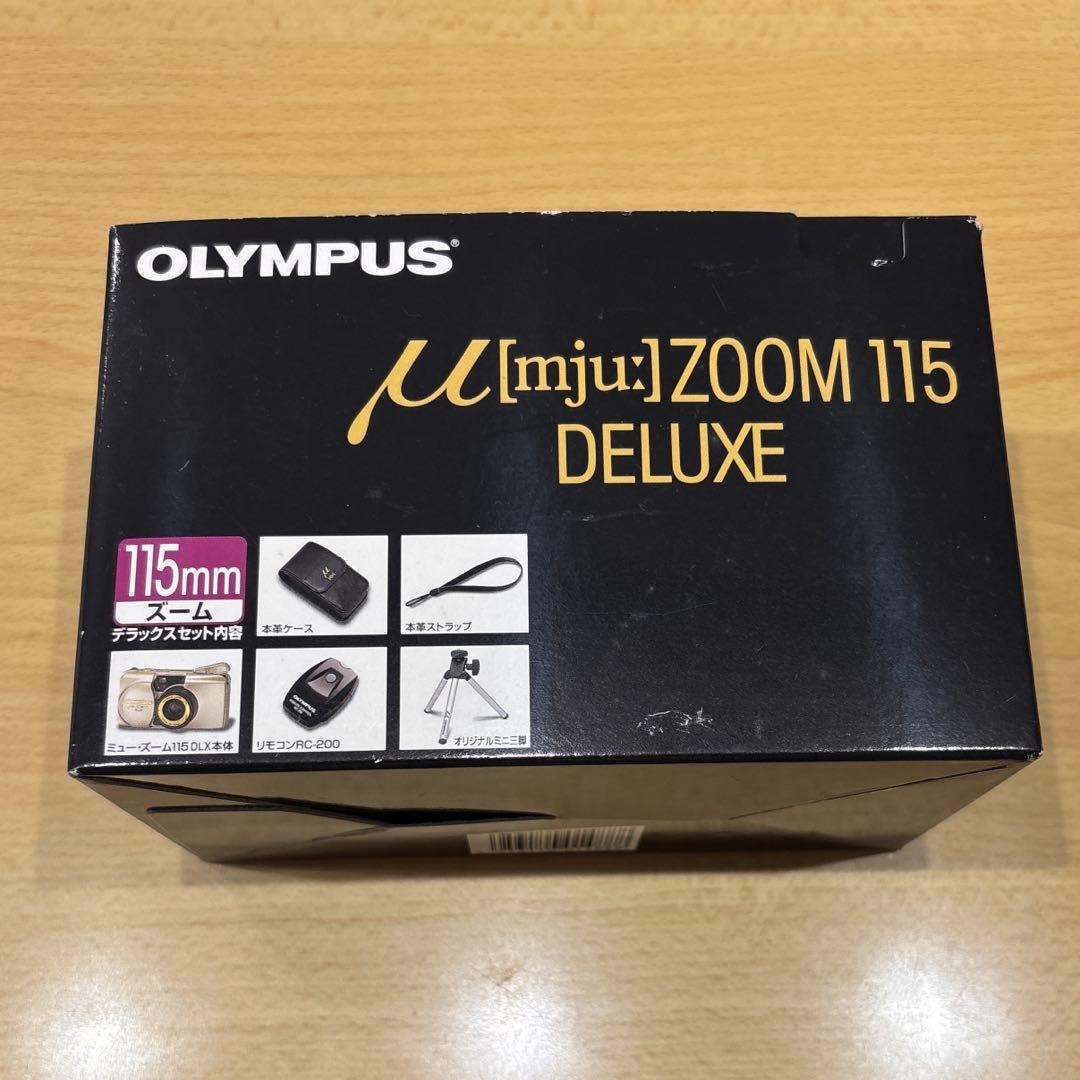 OLYMPUS®
μ[mju:]ZOOM 115
DELUXE
115mm
ズーム
デラックスセット内容
本革ケース
本革ストラップ
ミュー・ズーム115 DLX本体
リモコンRC-200
オリジナルミニ三脚
μ
OLYMPUS